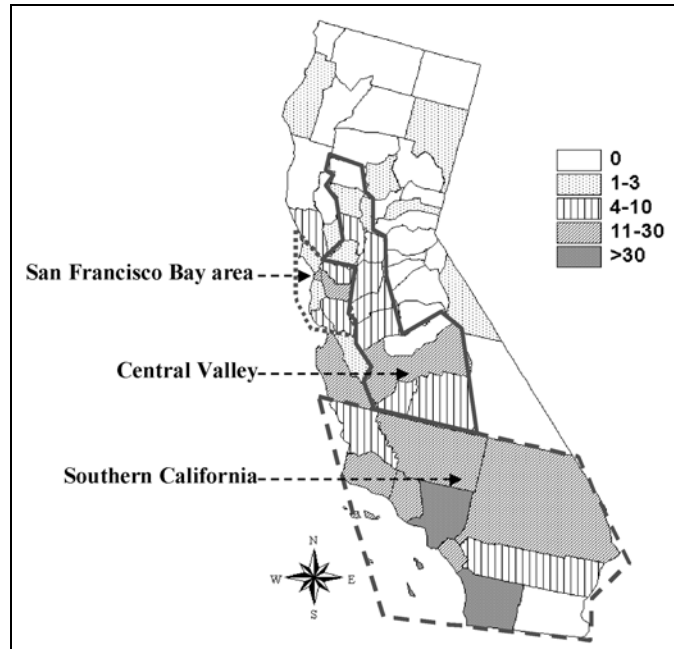 0
1-3
4-10
11-30
>30
San Francisco Bay area
Central Valley
Southern California
N
W E
S